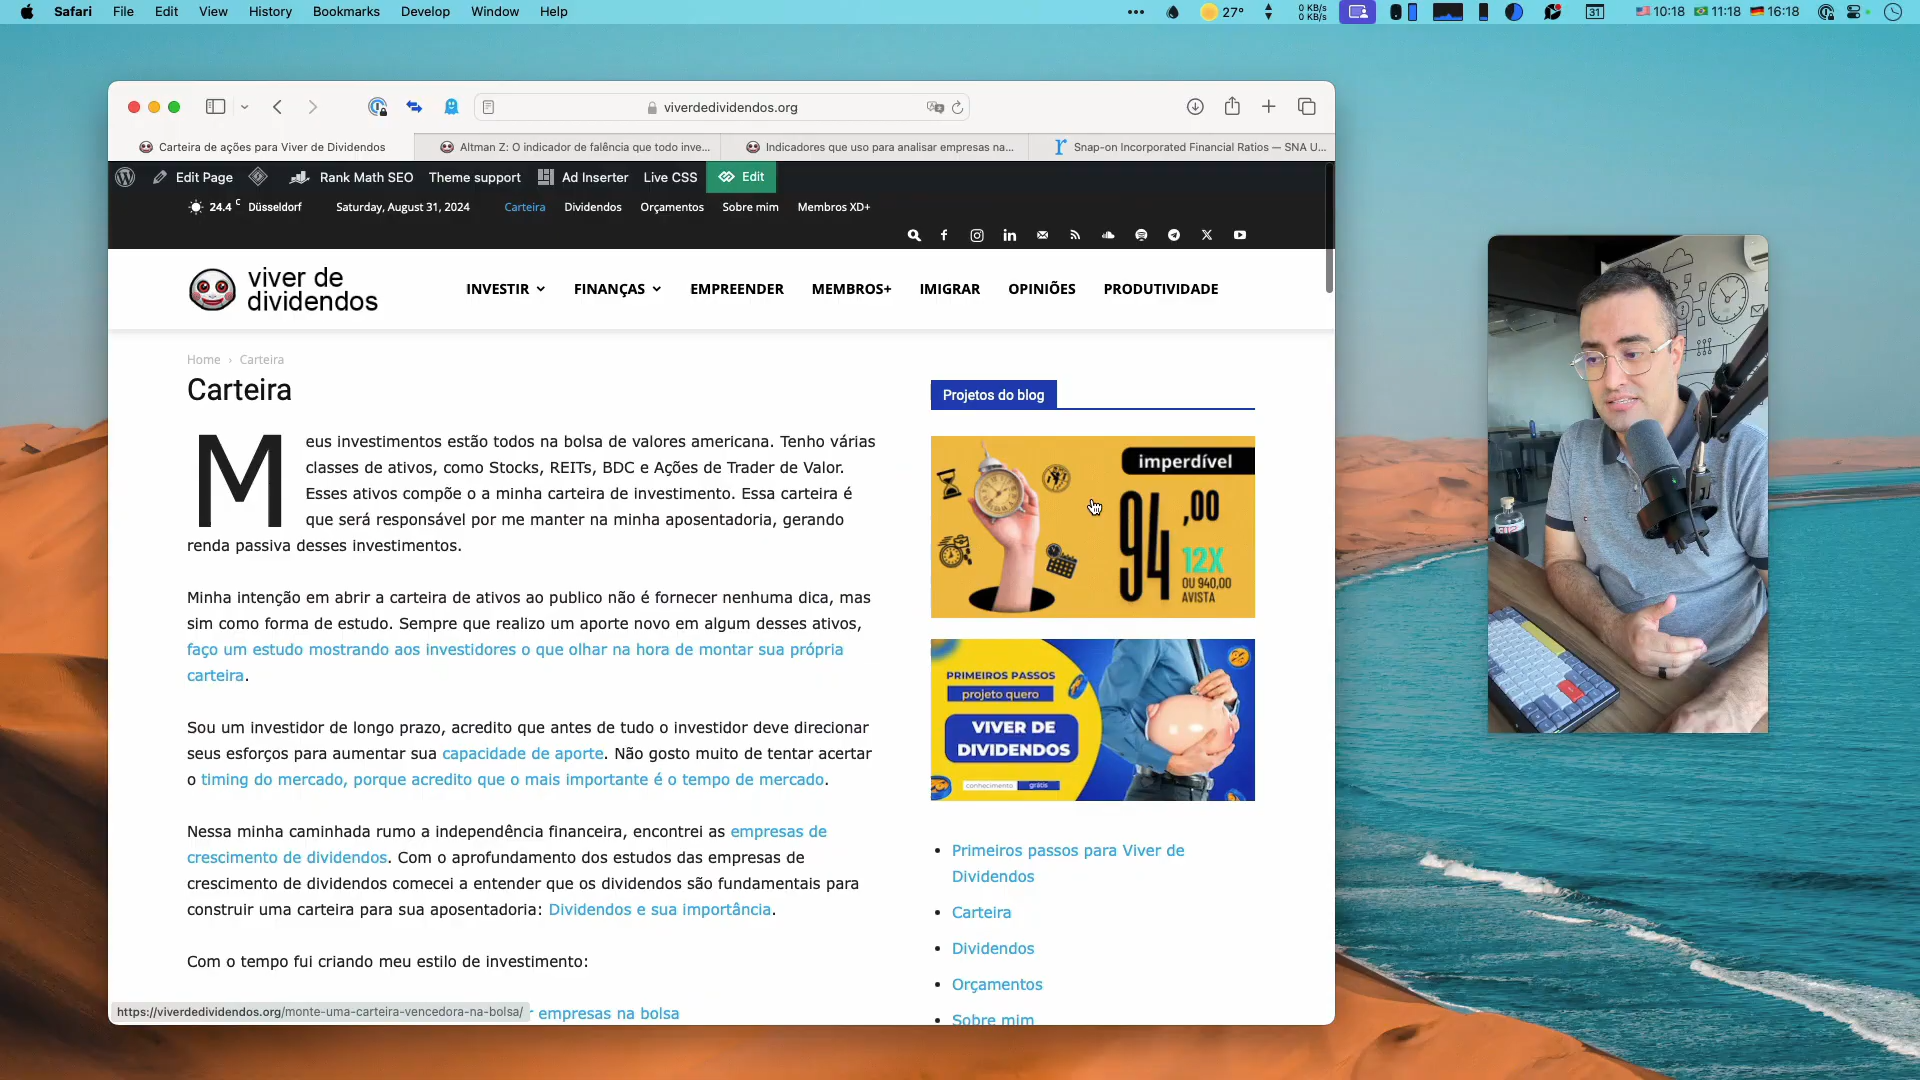 Safari File Edit View History Bookmarks Develop Window Help
27° 0 KB/s 0 KB/s 31 10:18 11:18 16:18
viverdedividendos.org
Carteira de ações para Viver de Dividendos
Altman Z: O indicador de falência que todo inve...
Indicadores que uso para analisar empresas na...
Snap-on Incorporated Financial Ratios — SNA U...
Edit Page Rank Math SEO Theme support Ad Inserter Live CSS Edit
24.4 C Düsseldorf Saturday, August 31, 2024 Carteira Dividendos Orçamentos Sobre mim Membros XD+
viver de
dividendos
INVESTIR FINANÇAS EMPREENDER MEMBROS+ IMIGRAR OPINIÕES PRODUTIVIDADE
Home › Carteira
Carteira
Meus investimentos estão todos na bolsa de valores americana. Tenho várias
classes de ativos, como Stocks, REITs, BDC e Ações de Trader de Valor.
Esses ativos compõe o a minha carteira de investimento. Essa carteira é
que será responsável por me manter na minha aposentadoria, gerando
renda passiva desses investimentos.
Minha intenção em abrir a carteira de ativos ao publico não é fornecer nenhuma dica, mas
sim como forma de estudo. Sempre que realizo um aporte novo em algum desses ativos,
faço um estudo mostrando aos investidores o que olhar na hora de montar sua própria
carteira.
Sou um investidor de longo prazo, acredito que antes de tudo o investidor deve direcionar
seus esforços para aumentar sua capacidade de aporte. Não gosto muito de tentar acertar
o timing do mercado, porque acredito que o mais importante é o tempo de mercado.
Nessa minha caminhada rumo a independência financeira, encontrei as empresas de
crescimento de dividendos. Com o aprofundamento dos estudos das empresas de
crescimento de dividendos comecei a entender que os dividendos são fundamentais para
construir uma carteira para sua aposentadoria: Dividendos e sua importância.
Com o tempo fui criando meu estilo de investimento:
empresas na bolsa
https://viverdedividendos.org/monte-uma-carteira-vencedora-na-bolsa/
Projetos do blog
imperdível
94,00
12X
OU 940,00
AVISTA
PRIMEIROS PASSOS
projeto quero
VIVER DE
DIVIDENDOS
conhecimento grátis
• Primeiros passos para Viver de
Dividendos
• Carteira
• Dividendos
• Orçamentos
• Sobre mim